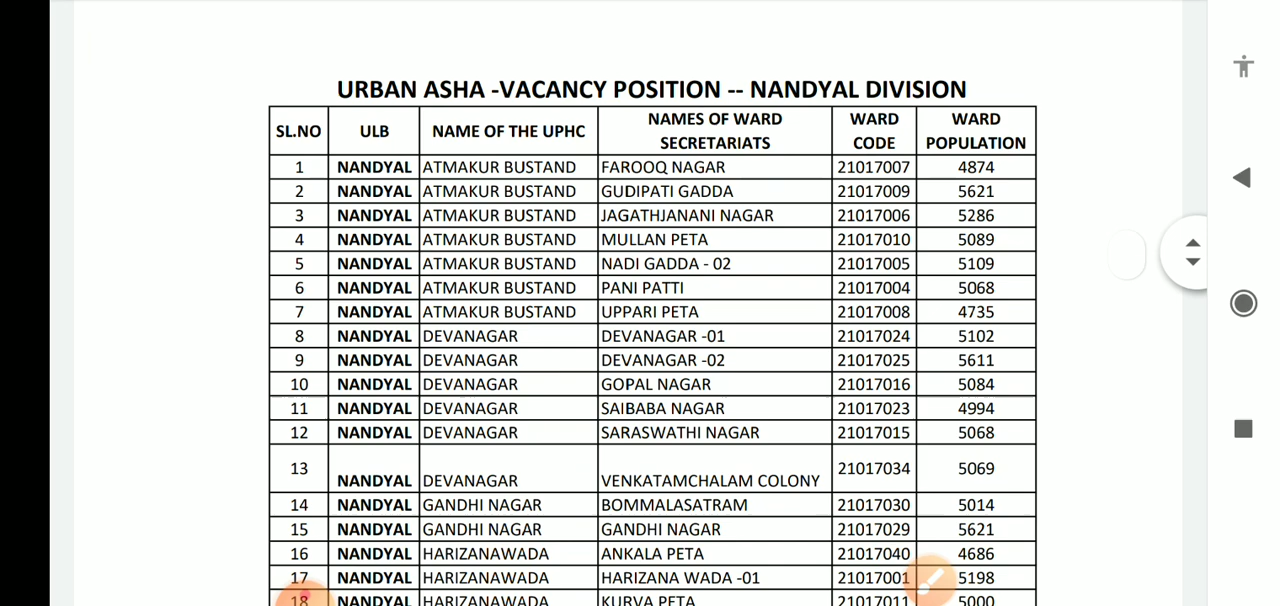 URBAN ASHA -VACANCY POSITION -- NANDYAL DIVISION
SL.NO ULB NAME OF THE UPHC NAMES OF WARD SECRETARIATS WARD CODE WARD POPULATION
1 NANDYAL ATMAKUR BUSTAND FAROOQ NAGAR 21017007 4874
2 NANDYAL ATMAKUR BUSTAND GUDIPATI GADDA 21017009 5621
3 NANDYAL ATMAKUR BUSTAND JAGATHJANANI NAGAR 21017006 5286
4 NANDYAL ATMAKUR BUSTAND MULLAN PETA 21017010 5089
5 NANDYAL ATMAKUR BUSTAND NADI GADDA - 02 21017005 5109
6 NANDYAL ATMAKUR BUSTAND PANI PATTI 21017004 5068
7 NANDYAL ATMAKUR BUSTAND UPPARI PETA 21017008 4735
8 NANDYAL DEVANAGAR DEVANAGAR -01 21017024 5102
9 NANDYAL DEVANAGAR DEVANAGAR -02 21017025 5611
10 NANDYAL DEVANAGAR GOPAL NAGAR 21017016 5084
11 NANDYAL DEVANAGAR SAIBABA NAGAR 21017023 4994
12 NANDYAL DEVANAGAR SARASWATHI NAGAR 21017015 5068
13 NANDYAL DEVANAGAR VENKATAMCHALAM COLONY 21017034 5069
14 NANDYAL GANDHI NAGAR BOMMALASATRAM 21017030 5014
15 NANDYAL GANDHI NAGAR GANDHI NAGAR 21017029 5621
16 NANDYAL HARIZANAWADA ANKALA PETA 21017040 4686
17 NANDYAL HARIZANAWADA HARIZANA WADA -01 21017001 5198
18 NANDYAL HARIZANAWADA KURVA PETA 21017011 5000